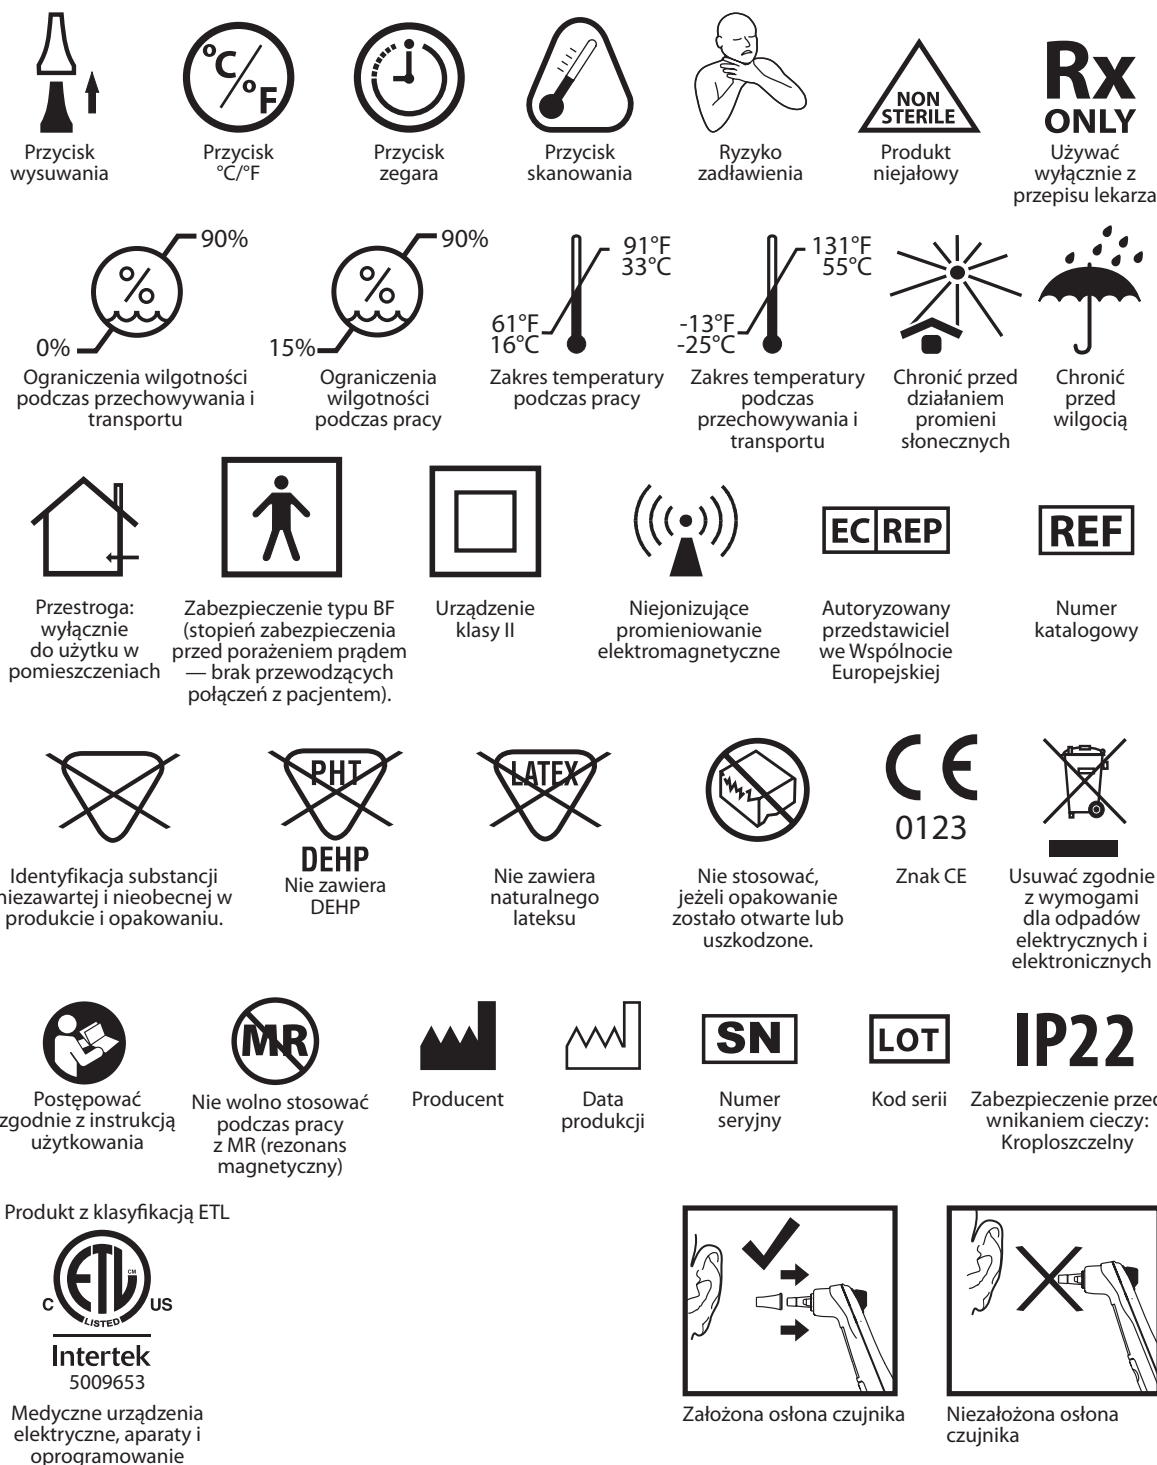 °C/°F
NON
STERILE
Rx
ONLY
Przycisk
wysuwania
Przycisk
°C/°F
Przycisk
zegara
Przycisk
skanowania
Ryzyko
zadławienia
Produkt
niejałowy
Używać
wyłącznie z
przepisu lekarza
90%
%
0%
Ograniczenia wilgotności
podczas przechowywania i
transportu
90%
%
15%
Ograniczenia
wilgotności
podczas pracy
91°F
33°C
61°F
16°C
Zakres temperatury
podczas pracy
131°F
55°C
-13°F
-25°C
Zakres temperatury
podczas
przechowywania i
transportu
Chronić przed
działaniem
promieni
słonecznych
Chronić
przed
wilgocią
Przestroga:
wyłącznie
do użytku w
pomieszczeniach
Zabezpieczenie typu BF
(stopień zabezpieczenia
przed porażeniem prądem
— brak przewodzących
połączeń z pacjentem).
Urządzenie
klasy II
Niejonizujące
promieniowanie
elektromagnetyczne
EC REP
Autoryzowany
przedstawiciel
we Wspólnocie
Europejskiej
REF
Numer
katalogowy
Identyfikacja substancji
niezawartej i nieobecnej w
produkcie i opakowaniu.
PHT
DEHP
Nie zawiera
DEHP
LATEX
Nie zawiera
naturalnego
lateksu
Nie stosować,
jeżeli opakowanie
zostało otwarte lub
uszkodzone.
CE
0123
Znak CE
Usuwać zgodnie
z wymogami
dla odpadów
elektrycznych i
elektronicznych
Postępować
zgodnie z instrukcją
użytkowania
MR
Nie wolno stosować
podczas pracy
z MR (rezonans
magnetyczny)
Producent
Data
produkcji
SN
Numer
seryjny
LOT
Kod serii
IP22
Zabezpieczenie przed
wnikaniem cieczy:
Kroploszczelny
Produkt z klasyfikacją ETL
ETL CM
C US
LISTED
Intertek
5009653
Medyczne urządzenia
elektryczne, aparaty i
oprogramowanie
Założona osłona czujnika
Niezałożona osłona
czujnika